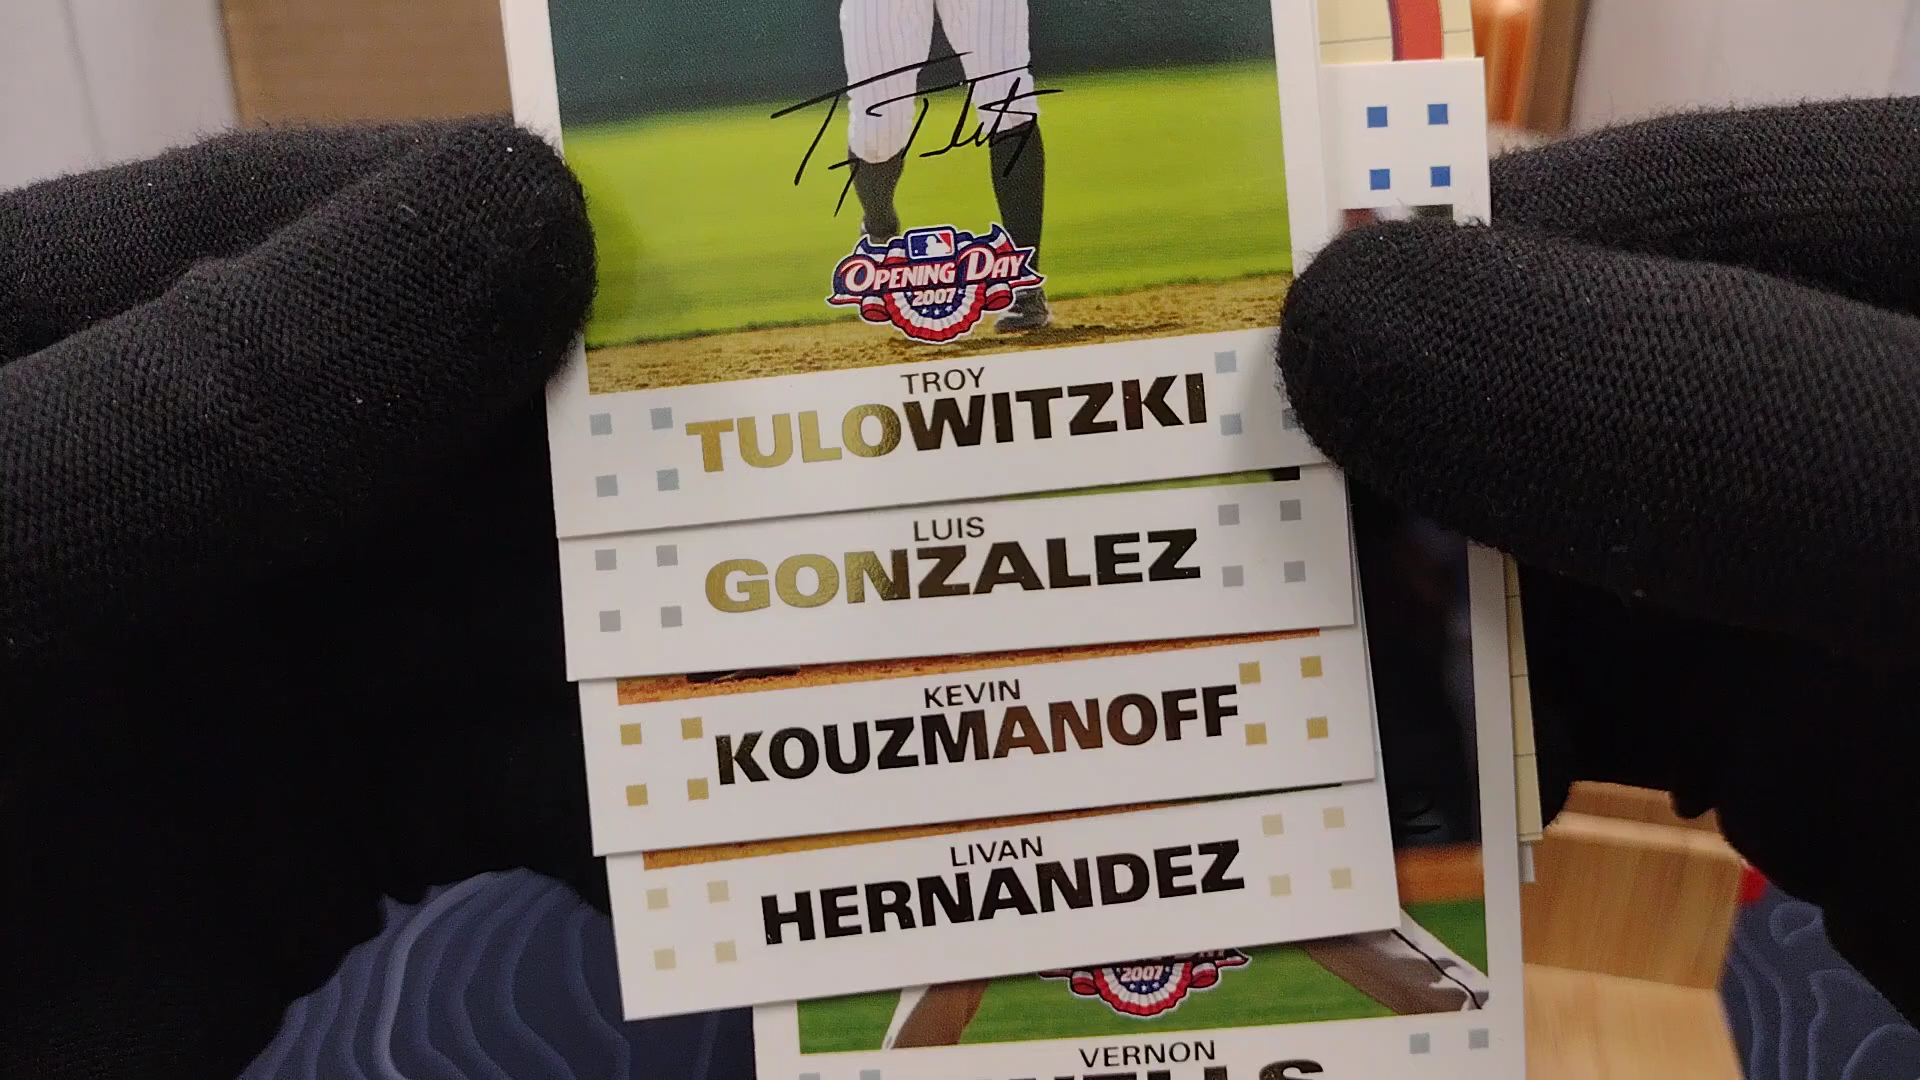 OPENING DAY
2007
TROY
TULOWITZKI
LUIS
GONZALEZ
KEVIN
KOUZMANOFF
LIVAN
HERNANDEZ
2007
VERNON